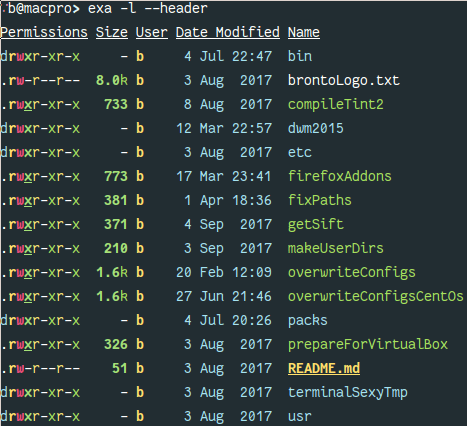 b@macpro> exa -l --header
Permissions Size User Date Modified Name
drwxr-xr-x - b 4 Jul 22:47 bin
.rw-r--r-- 8.0k b 3 Aug 2017 brontoLogo.txt
.rwxr-xr-x 733 b 8 Aug 2017 compileTint2
drwxr-xr-x - b 12 Mar 22:57 dwm2015
drwxr-xr-x - b 3 Aug 2017 etc
.rwxr-xr-x 773 b 17 Mar 23:41 firefoxAddons
.rwxr-xr-x 381 b 1 Apr 18:36 fixPaths
.rwxr-xr-x 371 b 4 Sep 2017 getSift
.rwxr-xr-x 210 b 3 Sep 2017 makeUserDirs
.rwxr-xr-x 1.6k b 20 Feb 12:09 overwriteConfigs
.rwxr-xr-x 1.6k b 27 Jun 21:46 overwriteConfigsCentOs
drwxr-xr-x - b 4 Jul 20:26 packs
.rwxr-xr-x 326 b 3 Aug 2017 prepareForVirtualBox
.rw-r--r-- 51 b 3 Aug 2017 README.md
drwxr-xr-x - b 3 Aug 2017 terminalSexyTmp
drwxr-xr-x - b 3 Aug 2017 usr